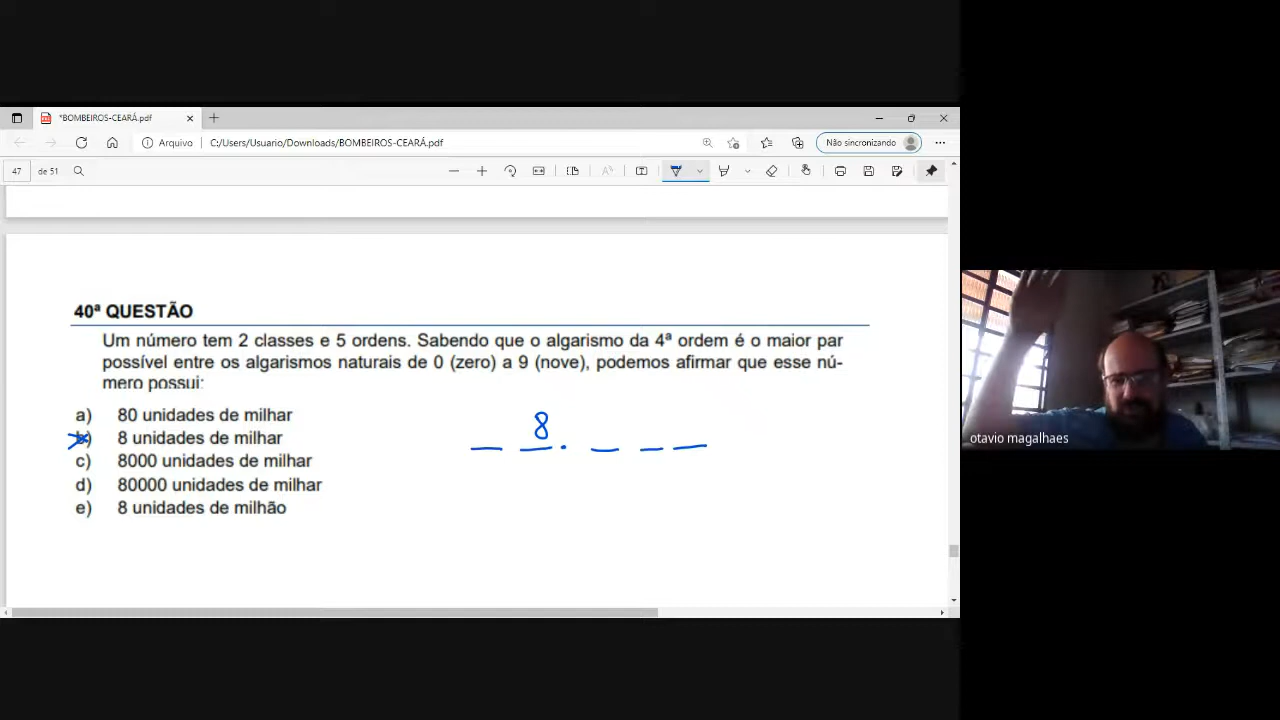 *BOMBEIROS-CEARÁ.pdf
Arquivo C:/Users/Usuario/Downloads/BOMBEIROS-CEARÁ.pdf Não sincronizando
47 de 51
40ª QUESTÃO
Um número tem 2 classes e 5 ordens. Sabendo que o algarismo da 4ª ordem é o maior par
possível entre os algarismos naturais de 0 (zero) a 9 (nove), podemos afirmar que esse nú-
mero possui:
a) 80 unidades de milhar
b) 8 unidades de milhar
c) 8000 unidades de milhar
d) 80000 unidades de milhar
e) 8 unidades de milhão
8
_ _. _ _ _
otavio magalhaes